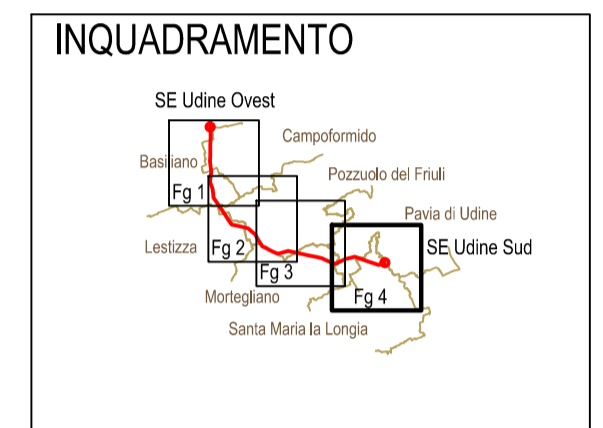 INQUADRAMENTO
SE Udine Ovest
Campoformido
Basiliano
Pozzuolo del Friuli
Fg 1
Pavia di Udine
Lestizza
Fg 2
SE Udine Sud
Fg 3
Mortegliano
Fg 4
Santa Maria la Longia